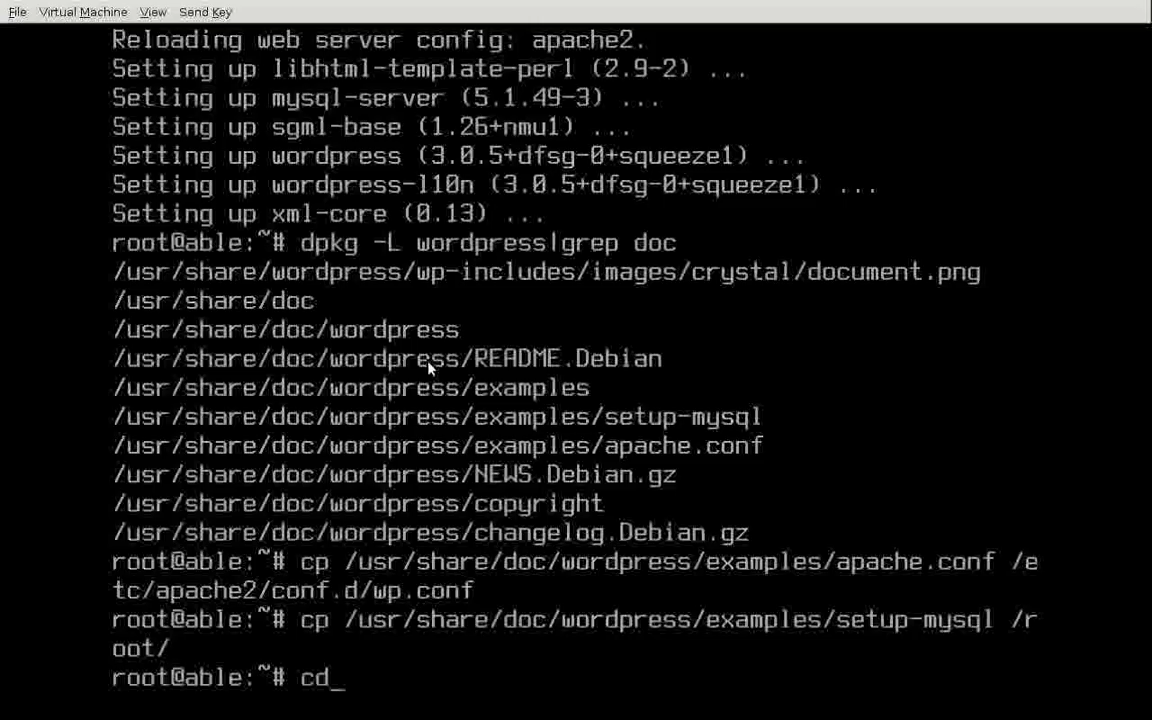 File Virtual Machine View Send Key
Reloading web server config: apache2.
Setting up libhtml-template-perl (2.9-2) ...
Setting up mysql-server (5.1.49-3) ...
Setting up sgml-base (1.26+nmu1) ...
Setting up wordpress (3.0.5+dfsg-0+squeeze1) ...
Setting up wordpress-l10n (3.0.5+dfsg-0+squeeze1) ...
Setting up xml-core (0.13) ...
root@able:~# dpkg -L wordpress|grep doc
/usr/share/wordpress/wp-includes/images/crystal/document.png
/usr/share/doc
/usr/share/doc/wordpress
/usr/share/doc/wordpress/README.Debian
/usr/share/doc/wordpress/examples
/usr/share/doc/wordpress/examples/setup-mysql
/usr/share/doc/wordpress/examples/apache.conf
/usr/share/doc/wordpress/NEWS.Debian.gz
/usr/share/doc/wordpress/copyright
/usr/share/doc/wordpress/changelog.Debian.gz
root@able:~# cp /usr/share/doc/wordpress/examples/apache.conf /e
tc/apache2/conf.d/wp.conf
root@able:~# cp /usr/share/doc/wordpress/examples/setup-mysql /r
oot/
root@able:~# cd_